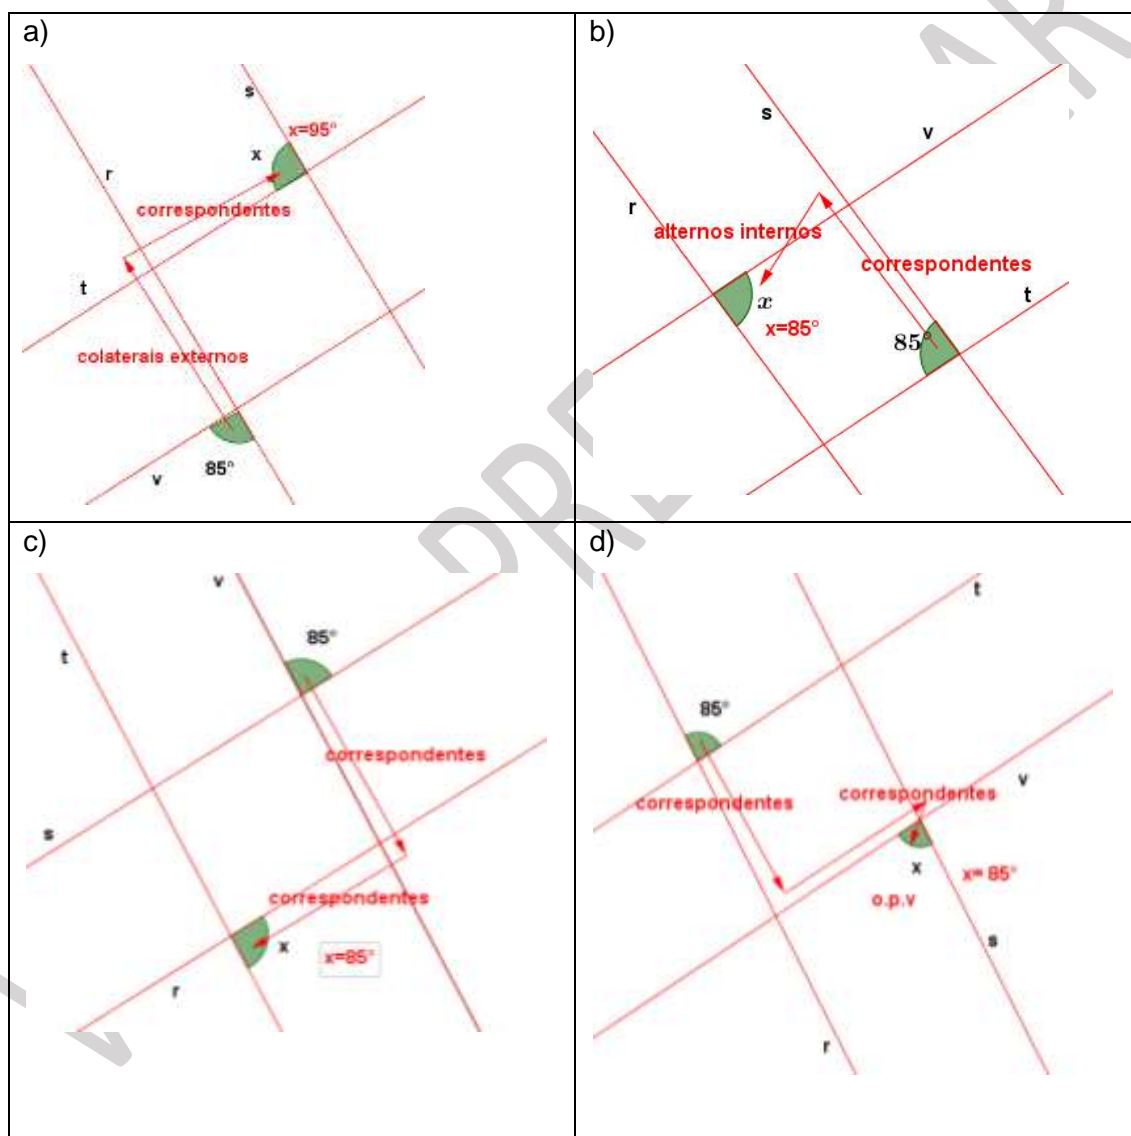 a)
s
x=95°
x
r
correspondentes
t
colaterais externos
85°
v
b)
s
v
r
alternos internos
correspondentes
t
x
x=85°
85°
c)
v
85°
t
correspondentes
s
correspondentes
x
x=85°
r
d)
t
85°
correspondentes
correspondentes
v
x
x= 85°
o.p.v
s
r